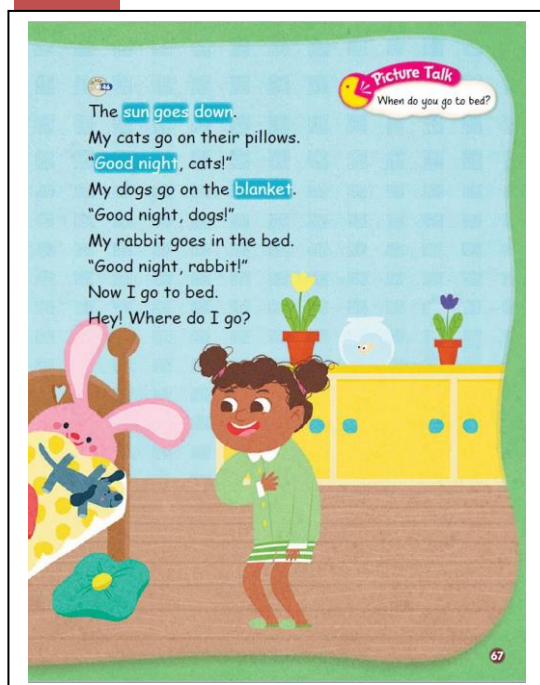 46
The sun goes down.
My cats go on their pillows.
"Good night, cats!"
My dogs go on the blanket.
"Good night, dogs!"
My rabbit goes in the bed.
"Good night, rabbit!"
Now I go to bed.
Hey! Where do I go?
Picture Talk
When do you go to bed?
67